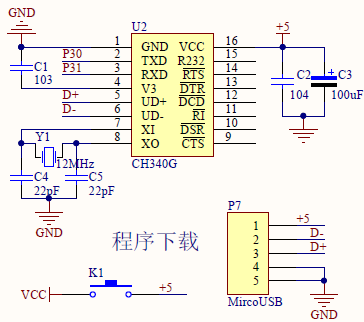 GND
U2
+5
1 GND VCC 16
P30 2 TXD R232 15
P31 3 RXD RTS 14
C1 103
4 V3 DTR 13
D+ 5 UD+ DCD 12
D- 6 UD- RI 11
7 XI DSR 10
8 XO CTS 9
CH340G
C2 104
C3 + 100uF
GND
Y1
12MHz
C4 22pF
C5 22pF
GND
程序下载
P7
1 +5
2 D-
3 D+
4
5
MircoUSB
GND
K1
VCC +5